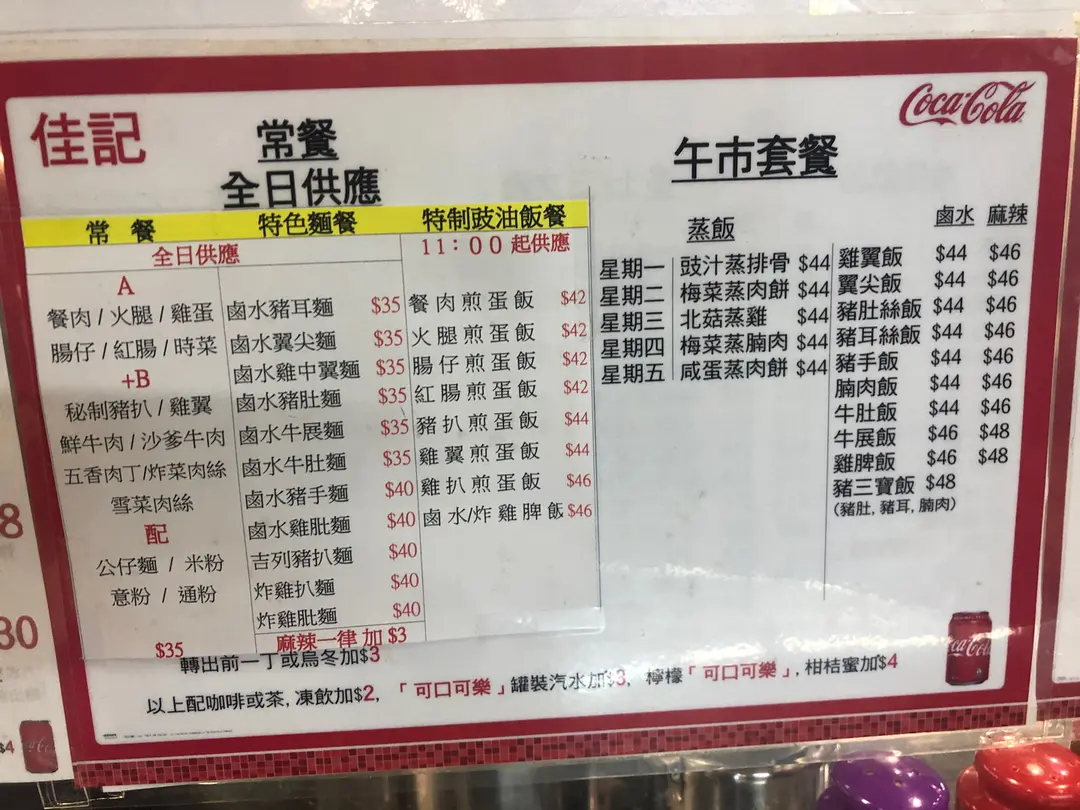 佳記
常餐
全日供應
常 餐
全日供應
A
餐肉 / 火腿 / 雞蛋
腸仔 / 紅腸 / 時菜
+B
秘制豬扒 / 雞翼
鮮牛肉 / 沙爹牛肉
五香肉丁/炸菜肉絲
雪菜肉絲
配
公仔麵 / 米粉
意粉 / 通粉
$35
特色麵餐
鹵水豬耳麵 $35
鹵水翼尖麵 $35
鹵水雞中翼麵 $35
鹵水豬肚麵 $35
鹵水牛展麵 $35
鹵水牛肚麵 $35
鹵水豬手麵 $40
鹵水雞肶麵 $40
吉列豬扒麵 $40
炸雞扒麵 $40
炸雞肶麵 $40
麻辣一律加 $3
特制豉油飯餐
11：00 起供應
餐肉煎蛋飯 $42
火腿煎蛋飯 $42
腸仔煎蛋飯 $42
紅腸煎蛋飯 $42
豬扒煎蛋飯 $44
雞翼煎蛋飯 $44
雞扒煎蛋飯 $46
鹵水/炸雞脾飯 $46
轉出前一丁或烏冬加$3
以上配咖啡或茶, 凍飲加$2, 「可口可樂」罐裝汽水加$3, 檸檬「可口可樂」, 柑桔蜜加$4
Coca-Cola
午市套餐
蒸飯
星期一 豉汁蒸排骨 $44
星期二 梅菜蒸肉餅 $44
星期三 北菇蒸雞 $44
星期四 梅菜蒸腩肉 $44
星期五 咸蛋蒸肉餅 $44
鹵水 麻辣
雞翼飯 $44 $46
翼尖飯 $44 $46
豬肚絲飯 $44 $46
豬耳絲飯 $44 $46
豬手飯 $44 $46
腩肉飯 $44 $46
牛肚飯 $44 $46
牛展飯 $46 $48
雞脾飯 $46 $48
豬三寶飯 $48
(豬肚, 豬耳, 腩肉)
Coca-Cola
8
30
$4